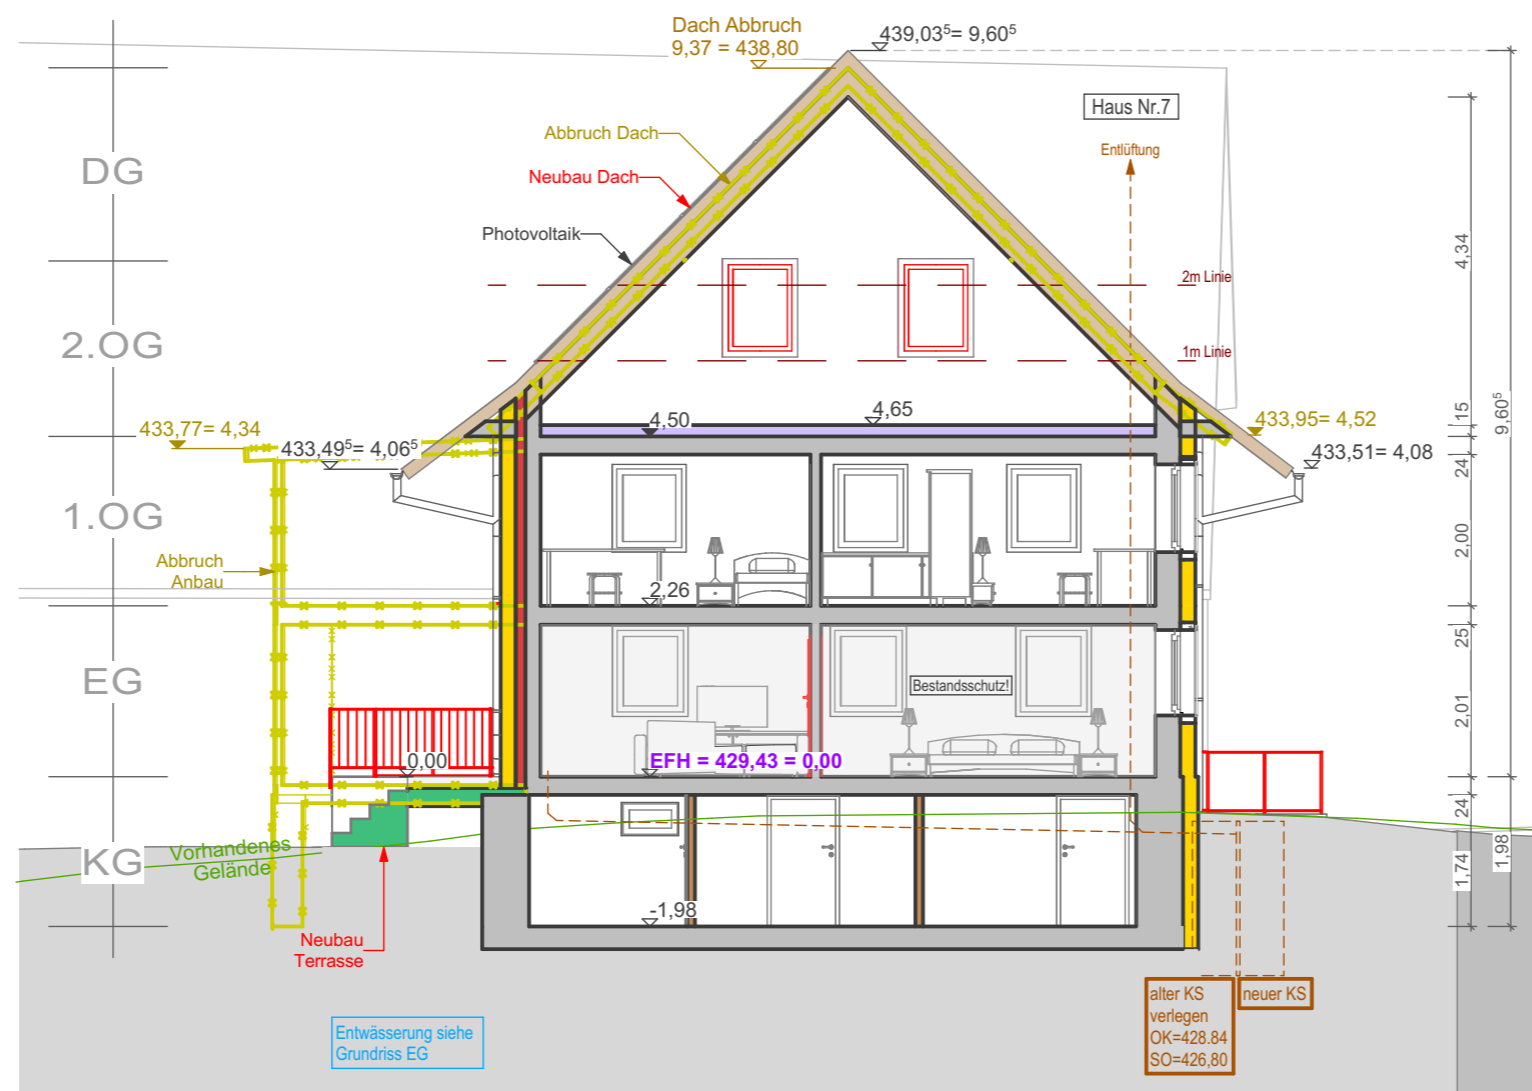 Dach Abbruch
9,37 = 438,80
439,03⁵= 9,60⁵
Haus Nr.7
Entlüftung
Abbruch Dach
Neubau Dach
Photovoltaik
DG
2.OG
1.OG
EG
KG
2m Linie
1m Linie
4,34
15
24
2,00
25
2,01
24
1,74
9,60⁵
1,98
433,77= 4,34
433,49⁵= 4,06⁵
4,50
4,65
433,95= 4,52
433,51= 4,08
Abbruch
Anbau
2,26
Bestandsschutz!
0,00
EFH = 429,43 = 0,00
Vorhandenes
Gelände
-1,98
Neubau
Terrasse
Entwässerung siehe
Grundriss EG
alter KS
verlegen
OK=428.84
SO=426,80
neuer KS